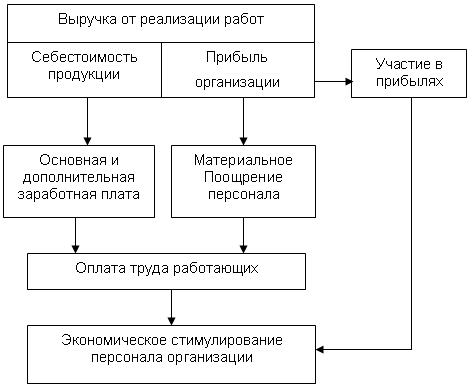 Выручка от реализации работ
Себестоимость
продукции
Прибыль
организации
Участие в
прибылях
Основная и
дополнительная
заработная плата
Материальное
Поощрение
персонала
Оплата труда работающих
Экономическое стимулирование
персонала организации